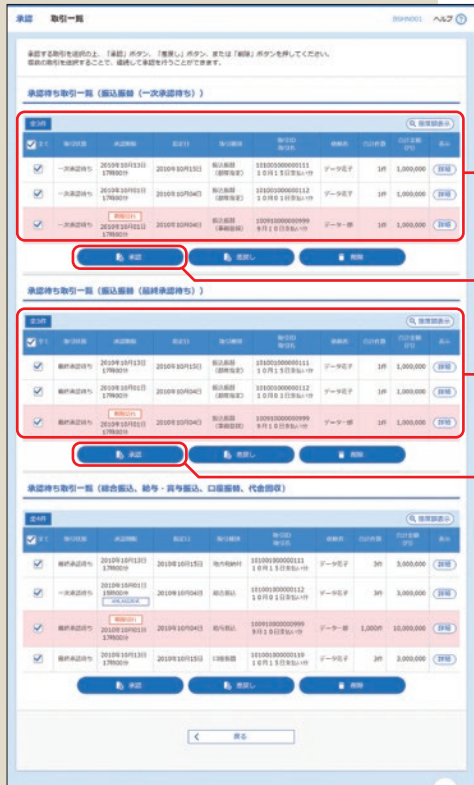 承認 取引一覧 BSHN001 ヘルプ ?
承認する取引を選択の上、「承認」ボタン、「差戻し」ボタン、または「削除」ボタンを押してください。
複数の取引を選択することで、連続して承認を行うことができます。
承認待ち取引一覧（振込振替（一次承認待ち））
全3件 限度額表示
全て 取引状態 承認期限 指定日 取引種別 取引ID 取引名 依頼者 合計件数 合計金額(円) 表示
一次承認待ち 2010年10月13日 17時00分 2010年10月15日 振込振替 101001000000111 10月15日支払い分 データ花子 1件 1,000,000 詳細
一次承認待ち 2010年10月01日 17時00分 2010年10月04日 振込振替 101001000000112 10月01日支払い分 データ花子 1件 1,000,000 詳細
一次承認待ち 期限切れ 2010年10月01日 17時00分 2010年10月04日 振込振替 100910000000999 9月10日支払い分 データ一郎 1件 1,000,000 詳細
承認 差戻し 削除
承認待ち取引一覧（振込振替（最終承認待ち））
全3件 限度額表示
全て 取引状態 承認期限 指定日 取引種別 取引ID 取引名 依頼者 合計件数 合計金額(円) 表示
最終承認待ち 2010年10月13日 17時00分 2010年10月15日 振込振替 101001000000111 10月15日支払い分 データ花子 1件 1,000,000 詳細
最終承認待ち 2010年10月01日 17時00分 2010年10月04日 振込振替 101001000000112 10月01日支払い分 データ花子 1件 1,000,000 詳細
最終承認待ち 期限切れ 2010年10月01日 17時00分 2010年10月04日 振込振替 100910000000999 9月10日支払い分 データ一郎 1件 1,000,000 詳細
承認 差戻し 削除
承認待ち取引一覧（総合振込、給与・賞与振込、口座振替、代金回収）
全4件 限度額表示
全て 取引状態 承認期限 指定日 取引種別 取引ID 取引名 依頼者 合計件数 合計金額(円) 表示
最終承認待ち 2010年10月13日 17時00分 2010年10月15日 地方税納付 101001000000111 10月15日支払い分 データ花子 3件 3,000,000 詳細
一次承認待ち 2010年10月01日 15時00分 2010年10月04日 総合振込 101001000000112 10月01日支払い分 データ花子 3件 3,000,000 詳細
最終承認待ち 期限切れ 2010年10月01日 17時00分 2010年10月04日 給与振込 100910000000999 9月10日支払い分 データ一郎 1,000件 10,000,000 詳細
最終承認待ち 2010年10月13日 17時00分 2010年10月15日 口座振替 101001000000110 10月15日支払い分 データ花子 3件 3,000,000 詳細
承認 差戻し 削除
戻る